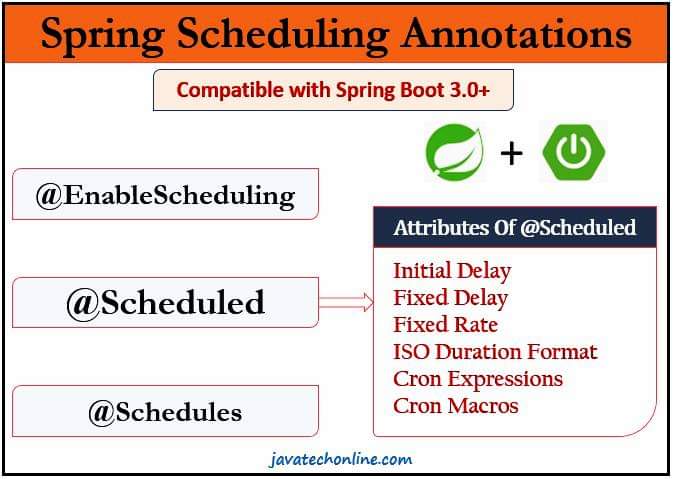 Spring Scheduling Annotations
Compatible with Spring Boot 3.0+
+
@EnableScheduling
@Scheduled
@Schedules
Attributes Of @Scheduled
Initial Delay
Fixed Delay
Fixed Rate
ISO Duration Format
Cron Expressions
Cron Macros
javatechonline.com